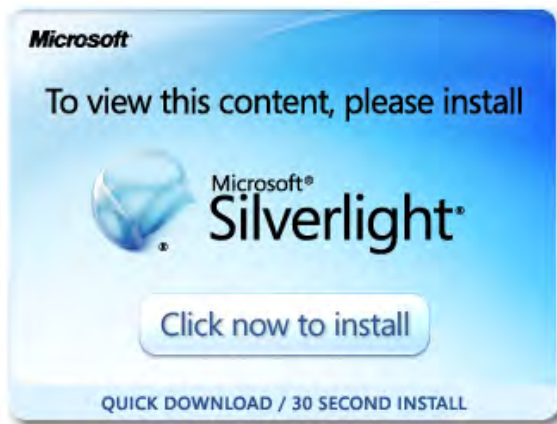 Microsoft
To view this content, please install
Microsoft®
Silverlight®
®
Click now to install
QUICK DOWNLOAD / 30 SECOND INSTALL